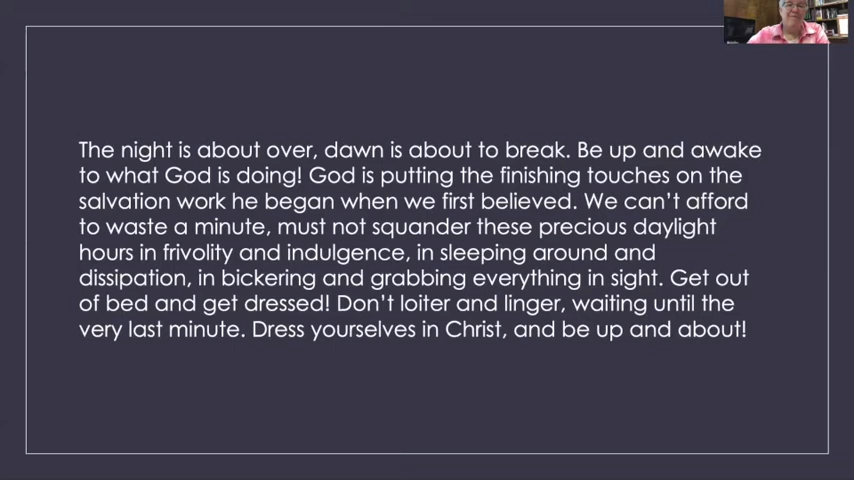 The night is about over, dawn is about to break. Be up and awake
to what God is doing! God is putting the finishing touches on the
salvation work he began when we first believed. We can't afford
to waste a minute, must not squander these precious daylight
hours in frivolity and indulgence, in sleeping around and
dissipation, in bickering and grabbing everything in sight. Get out
of bed and get dressed! Don't loiter and linger, waiting until the
very last minute. Dress yourselves in Christ, and be up and about!